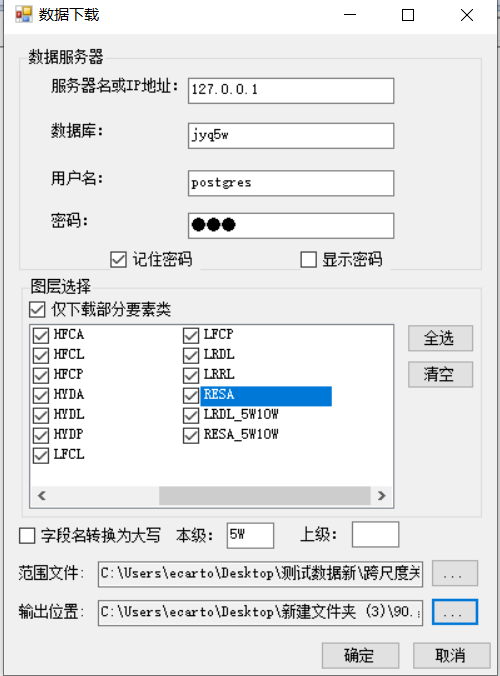 数据下载
数据服务器
服务器名或IP地址: 127.0.0.1
数据库: jyq5w
用户名: postgres
密码: ●●●
记住密码 显示密码
图层选择
仅下载部分要素类
HFCA LFCP 全选
HFCL LRDL
HFCP LRRL 清空
HYDA RESA
HYDL LRDL_5W10W
HYDP RESA_5W10W
LFCL
字段名转换为大写 本级: 5W 上级:
范围文件: C:\Users\ecarto\Desktop\测试数据新\跨尺度关 ...
输出位置: C:\Users\ecarto\Desktop\新建文件夹 (3)\90. ...
确定 取消